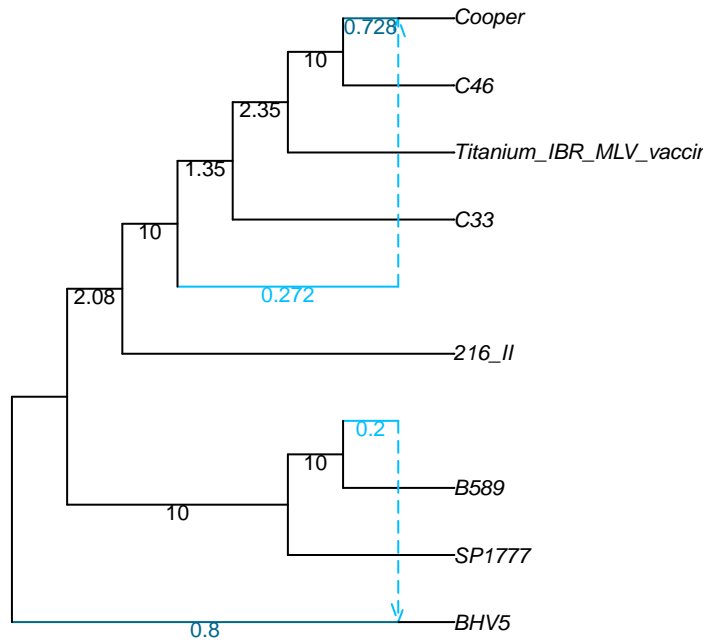 Cooper
0.728
10
C46
2.35
Titanium_IBR_MLV_vaccin
1.35
C33
10
0.272
2.08
216_II
0.2
10
B589
10
SP1777
BHV5
0.8